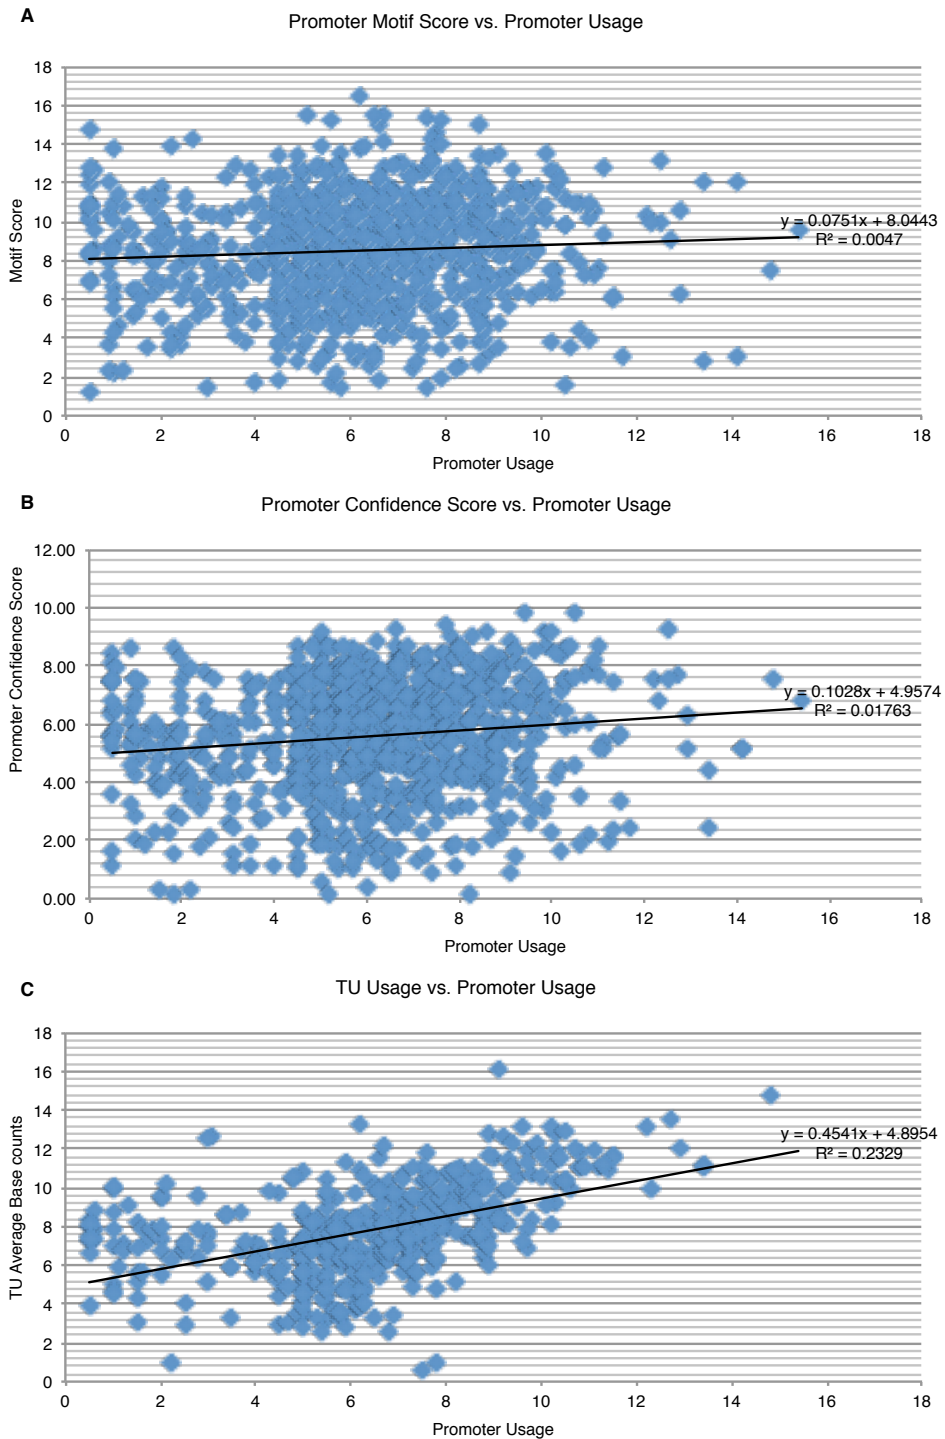 A
Promoter Motif Score vs. Promoter Usage
18
16
14
12
10
8
6
4
2
0
Motif Score
y = 0.0751x + 8.0443
R² = 0.0047
0 2 4 6 8 10 12 14 16 18
Promoter Usage
B
Promoter Confidence Score vs. Promoter Usage
12.00
10.00
8.00
6.00
4.00
2.00
0.00
Promoter Confidence Score
y = 0.1028x + 4.9574
R² = 0.01763
0 2 4 6 8 10 12 14 16 18
Promoter Usage
C
TU Usage vs. Promoter Usage
18
16
14
12
10
8
6
4
2
0
TU Average Base counts
y = 0.4541x + 4.8954
R² = 0.2329
0 2 4 6 8 10 12 14 16 18
Promoter Usage